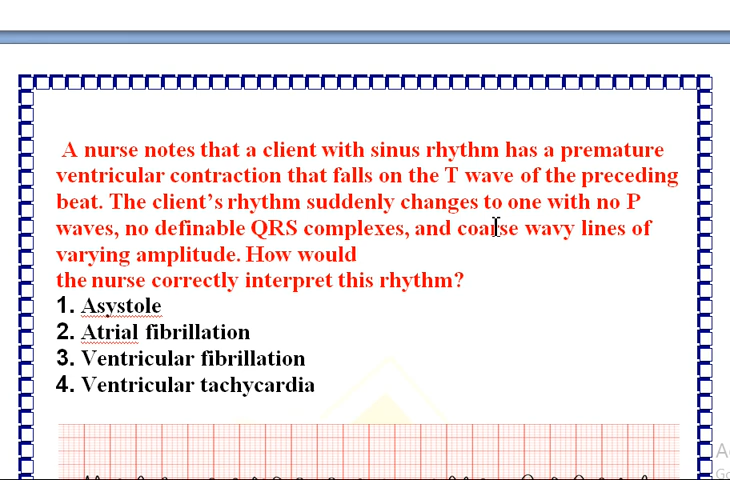 A nurse notes that a client with sinus rhythm has a premature
ventricular contraction that falls on the T wave of the preceding
beat. The client's rhythm suddenly changes to one with no P
waves, no definable QRS complexes, and coarse wavy lines of
varying amplitude. How would
the nurse correctly interpret this rhythm?
1. Asystole
2. Atrial fibrillation
3. Ventricular fibrillation
4. Ventricular tachycardia